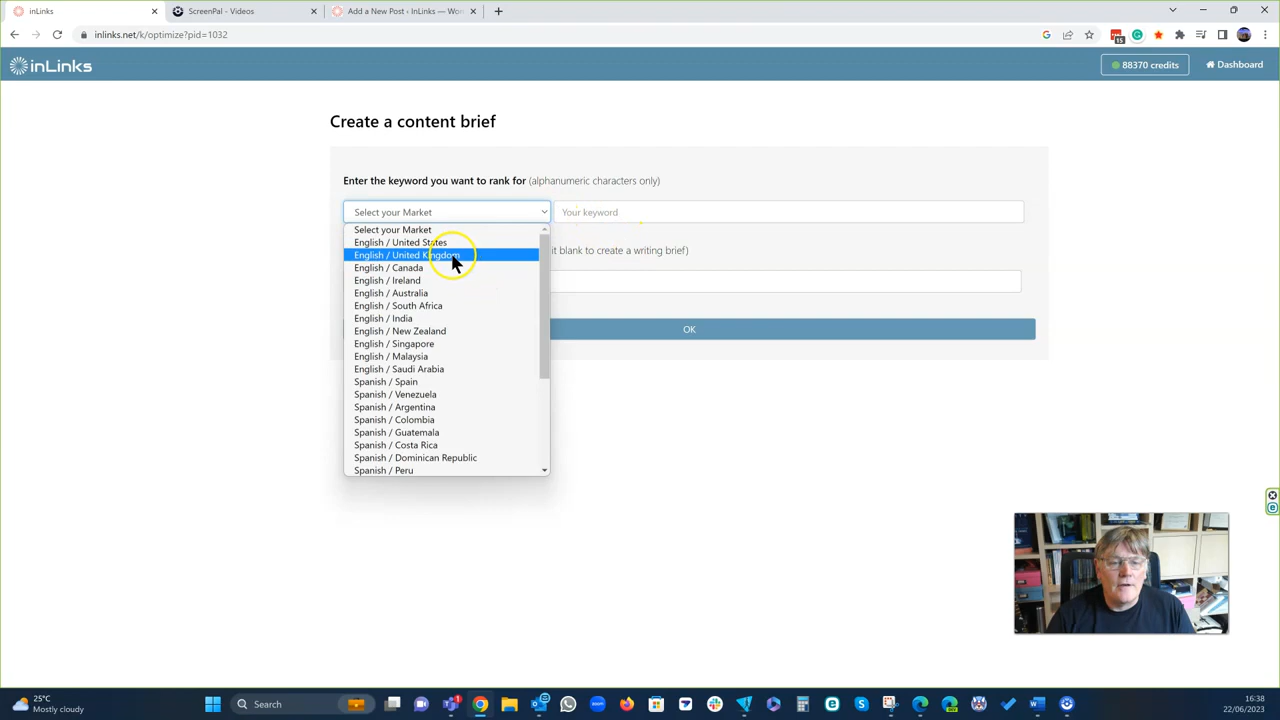 inLinks
ScreenPal - Videos
Add a New Post ‹ InLinks — Wor
inlinks.net/k/optimize?pid=1032
15
inLinks
88370 credits
Dashboard
Create a content brief
Enter the keyword you want to rank for (alphanumeric characters only)
Select your Market
Your keyword
Select your Market
English / United States
English / United Kingdom
it blank to create a writing brief)
English / Canada
English / Ireland
English / Australia
English / South Africa
English / India
English / New Zealand
OK
English / Singapore
English / Malaysia
English / Saudi Arabia
Spanish / Spain
Spanish / Venezuela
Spanish / Argentina
Spanish / Colombia
Spanish / Guatemala
Spanish / Costa Rica
Spanish / Dominican Republic
Spanish / Peru
25°C
Mostly cloudy
Search
16:38
22/06/2023